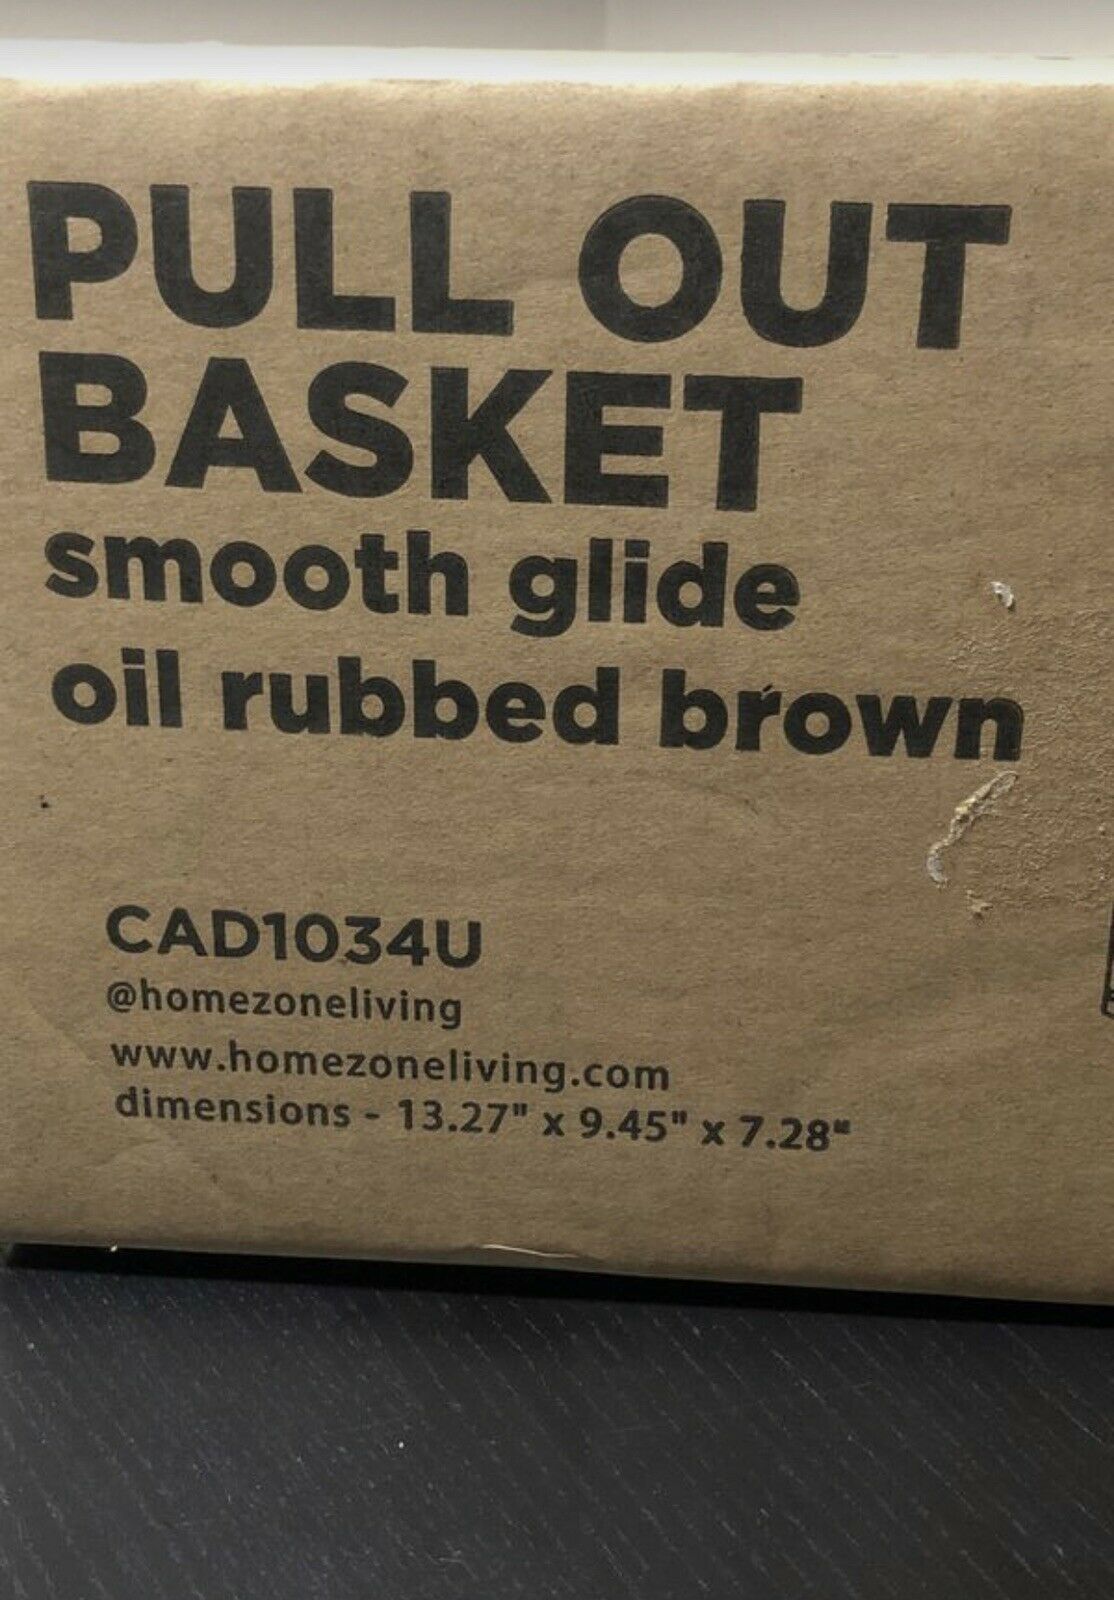 PULL OUT
BASKET
smooth glide
oil rubbed brown
CAD1034U
@homezoneliving
www.homezoneliving.com
dimensions - 13.27" x 9.45" x 7.28"